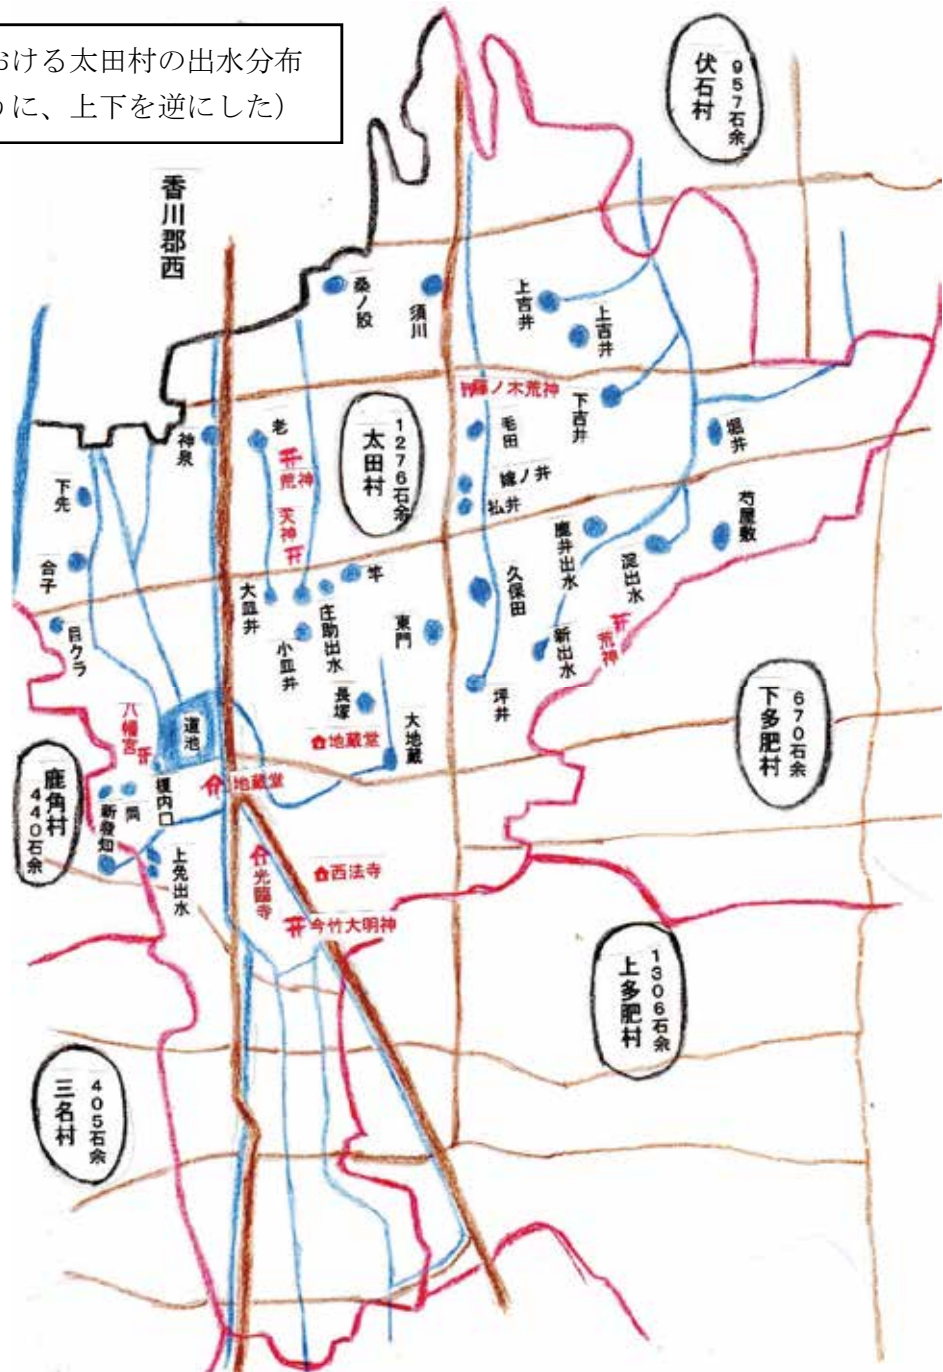 おける太田村の出水分布
うに、上下を逆にした）
957石余
伏石村
香川郡西
桑ノ股
須川
上吉井
上吉井
藤ノ木荒神
下吉井
1276石余
太田村
毛田
堀井
神泉
老
荒神
下先
嫁ノ井
払井
天神
鹿井出水
芍屋敷
合子
竿
淀出水
大皿井
庄助出水
久保田
小皿井
東門
目クラ
新出水
荒神
長塚
坪井
670石余
下多肥村
八幡宮
道池
地蔵堂
大地蔵
鹿角村
440石余
地蔵堂
榎内口
岡
新発知
上免出水
光臨寺
西法寺
今竹大明神
1306石余
上多肥村
405石余
三名村